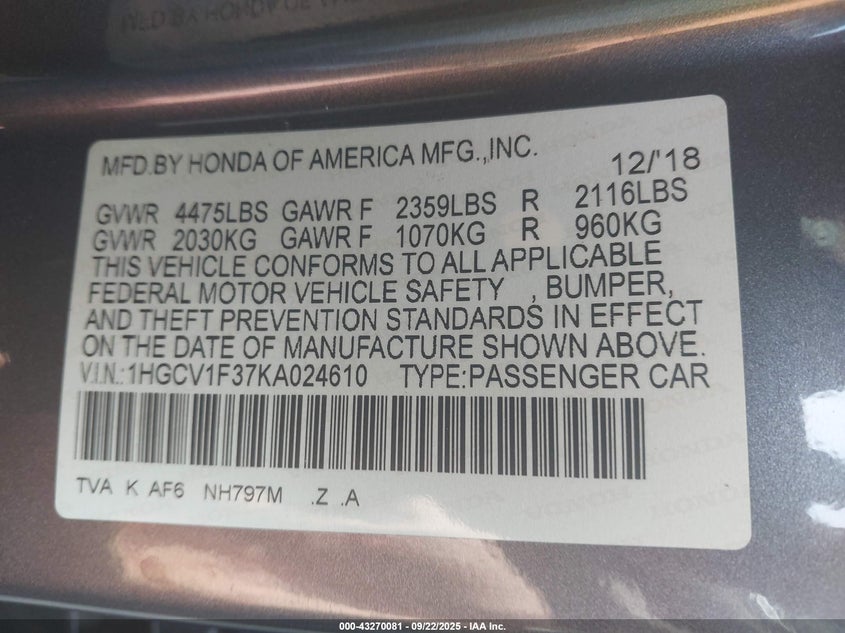 MFD.BY HONDA OF AMERICA MFG.,INC. 12/'18
GVWR 4475LBS GAWR F 2359LBS R 2116LBS
GVWR 2030KG GAWR F 1070KG R 960KG
THIS VEHICLE CONFORMS TO ALL APPLICABLE
FEDERAL MOTOR VEHICLE SAFETY , BUMPER,
AND THEFT PREVENTION STANDARDS IN EFFECT
ON THE DATE OF MANUFACTURE SHOWN ABOVE.
V.I.N.:1HGCV1F37KA024610 TYPE:PASSENGER CAR
TVA K AF6 NH797M .Z .A
000-43270081 - 09/22/2025 - IAA Inc.